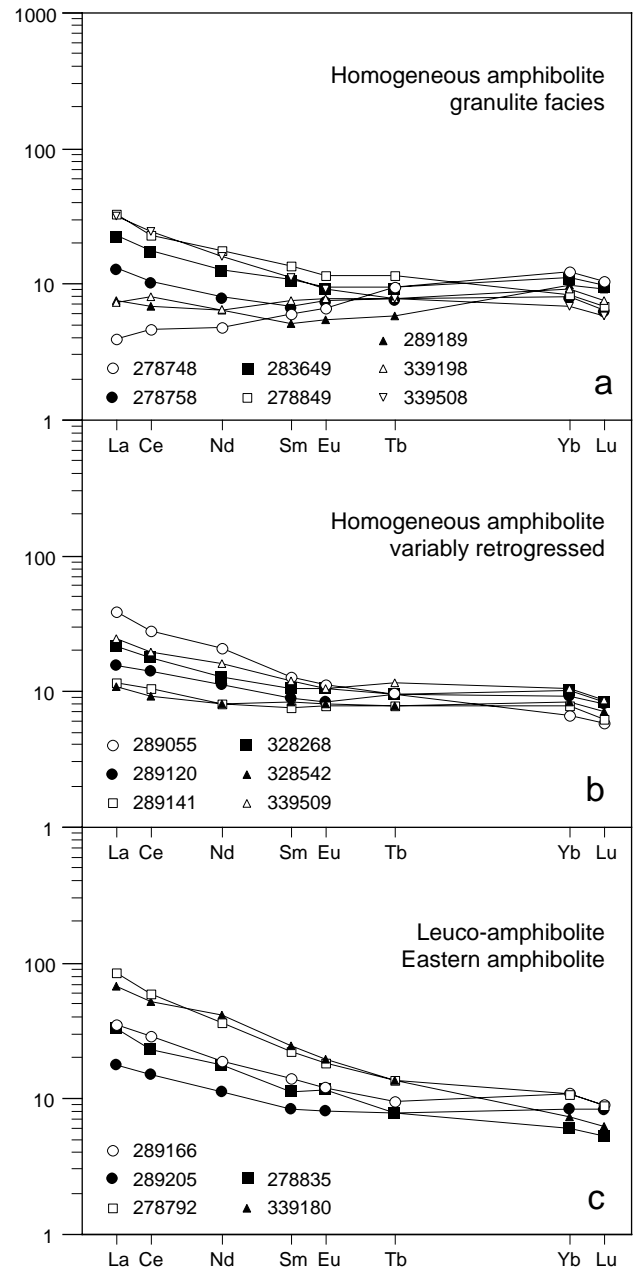 1000
Homogeneous amphibolite
granulite facies
100
10
289189
278748 283649 339198
278758 278849 339508
a
1
La Ce Nd Sm Eu Tb Yb Lu
Homogeneous amphibolite
variably retrogressed
100
10
289055 328268
289120 328542
289141 339509
b
1
La Ce Nd Sm Eu Tb Yb Lu
Leuco-amphibolite
Eastern amphibolite
100
10
289166
289205 278835
278792 339180
c
1
La Ce Nd Sm Eu Tb Yb Lu